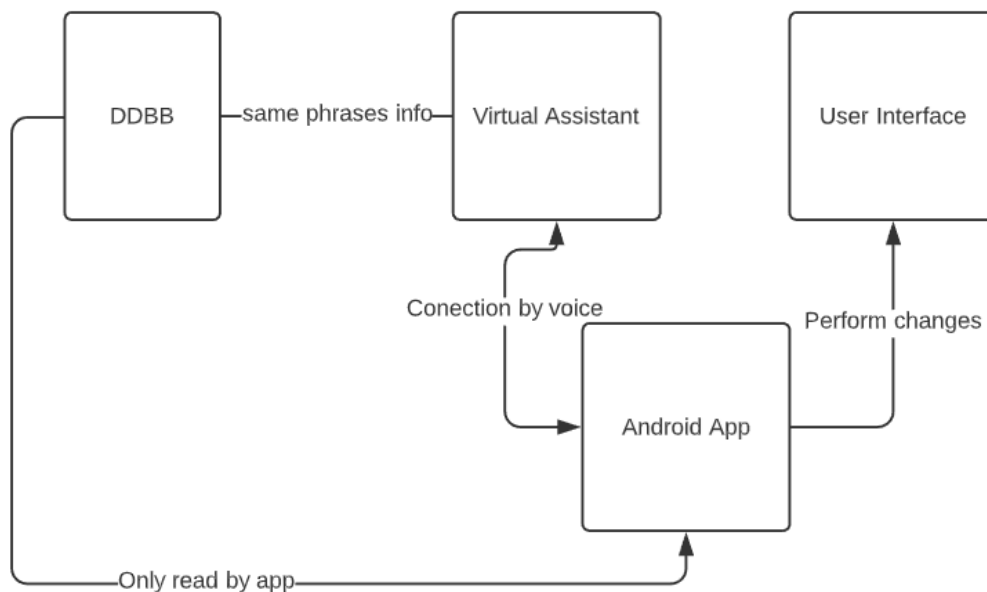 DDBB
same phrases info
Virtual Assistant
User Interface
Conection by voice
Perform changes
Android App
Only read by app